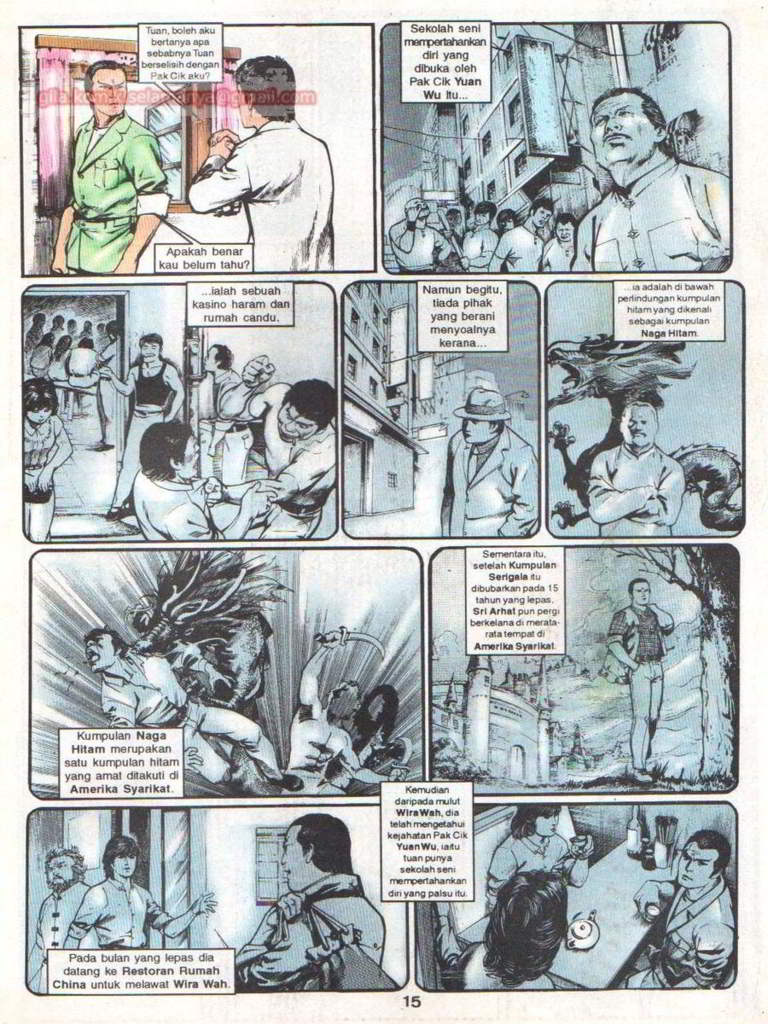 Tuan, boleh aku
bertanya apa
sebabnya Tuan
berselisih dengan
Pak Cik aku?
Apakah benar
kau belum tahu?
Sekolah seni
mempertahankan
diri yang
dibuka oleh
Pak Cik Yuan
Wu Itu...
...ialah sebuah
kasino haram dan
rumah candu.
Namun begitu,
tiada pihak
yang berani
menyoalnya
kerana...
...ia adalah di bawah
perlindungan kumpulan
hitam yang dikenali
sebagai kumpulan
Naga Hitam.
Kumpulan Naga
Hitam merupakan
satu kumpulan hitam
yang amat ditakuti di
Amerika Syarikat.
Sementara itu,
setelah Kumpulan
Serigala itu
dibubarkan pada 15
tahun yang lepas,
Sri Arhat pun pergi
berkelana di merata-
rata tempat di
Amerika Syarikat.
Pada bulan yang lepas dia
datang ke Restoran Rumah
China untuk melawat Wira Wah.
Kemudian
daripada mulut
Wira Wah, dia
telah mengetahui
kejahatan Pak Cik
Yuan Wu, iaitu
tuan punya
sekolah seni
mempertahankan
diri yang palsu itu.
15